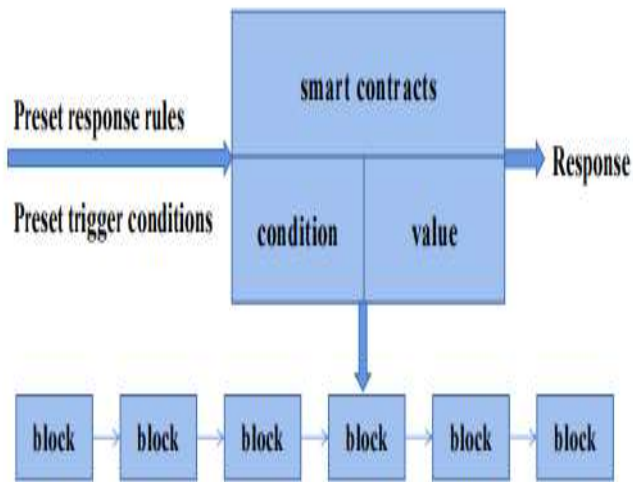 smart contracts
Preset response rules
Response
Preset trigger conditions
condition value
block block block block block block